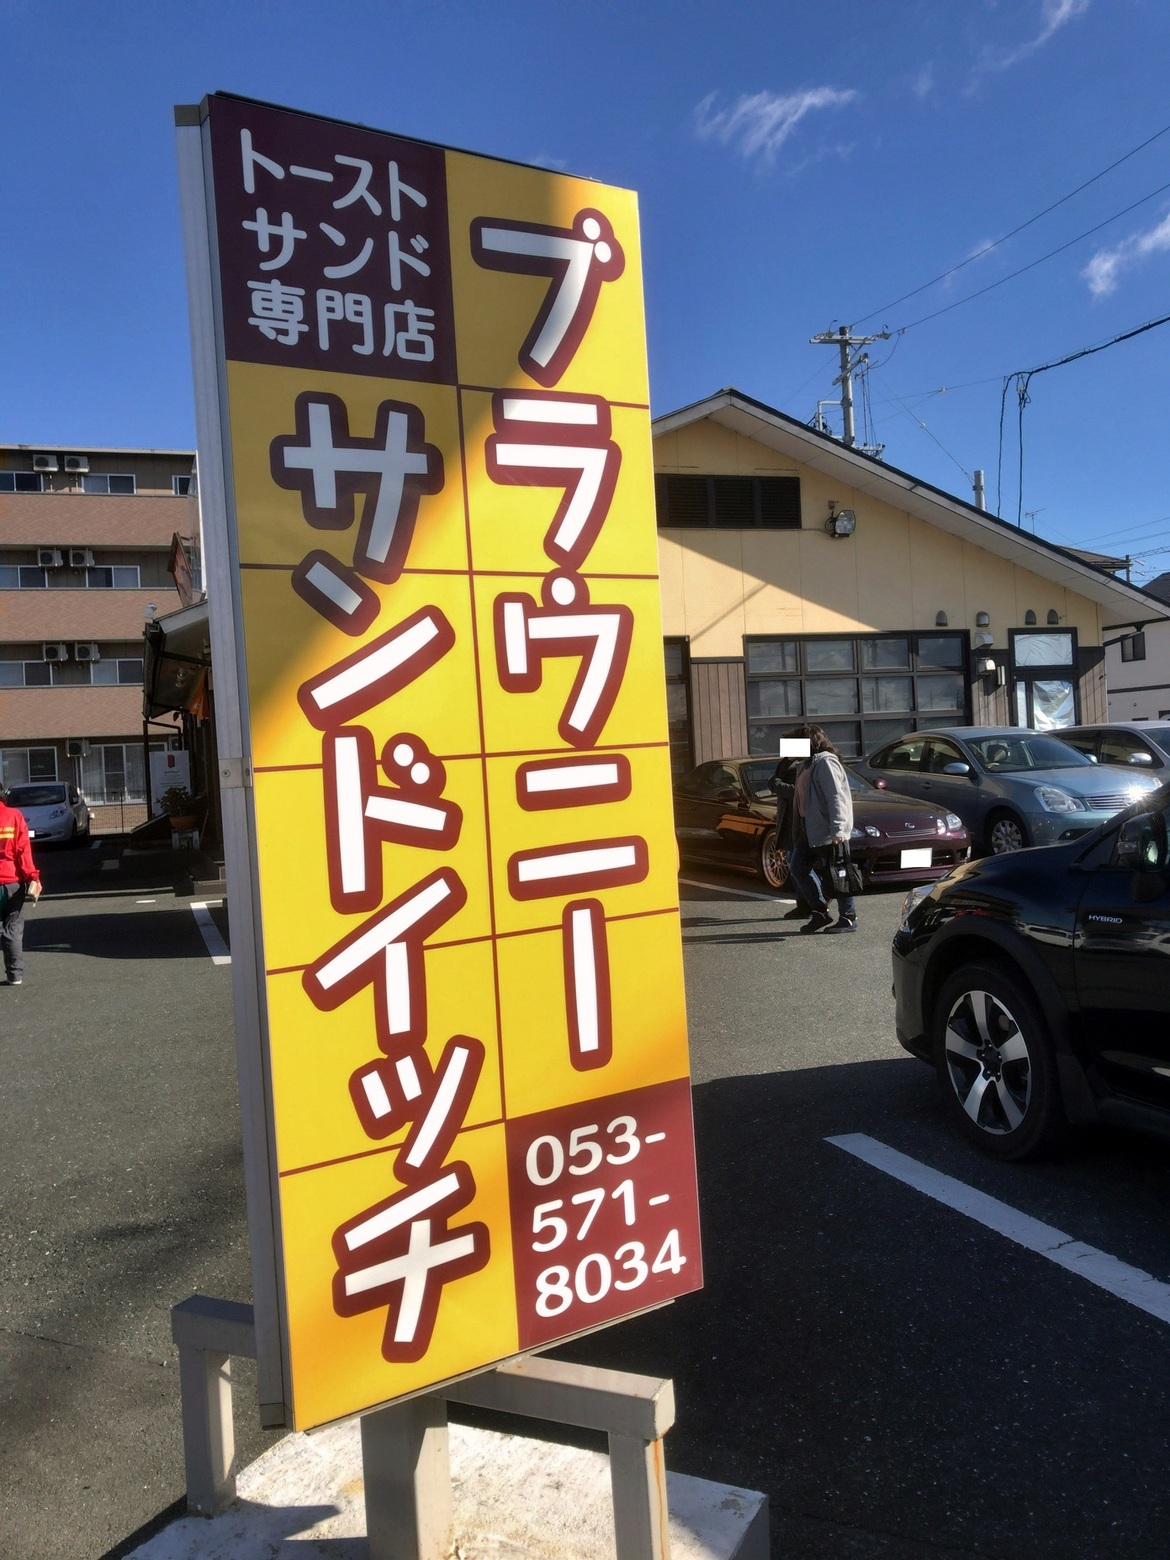 トースト
サンド
専門店
ブラウニー
サンドイッチ
053-
571-
8034
HYBRID